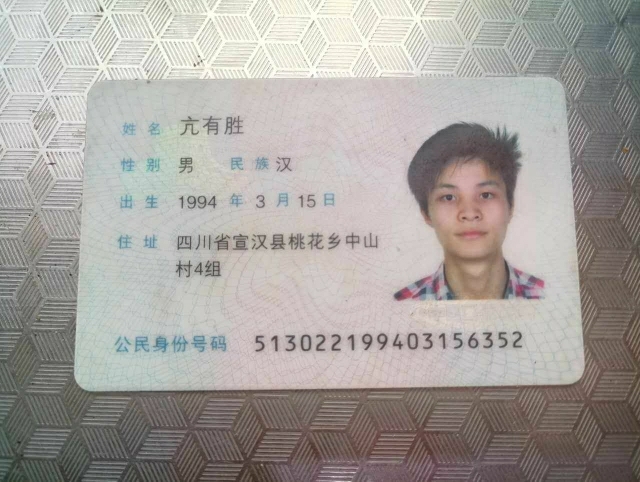 姓名 亢有胜
性别 男 民族 汉
出生 1994 年 3 月 15 日
住址 四川省宣汉县桃花乡中山
村4组
公民身份号码 513022199403156352